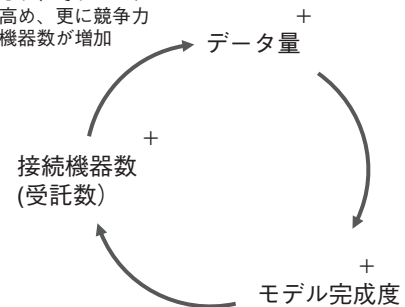 高め、更に競争力
機器数が増加
+
データ量
+
接続機器数
(受託数)
+
モデル完成度